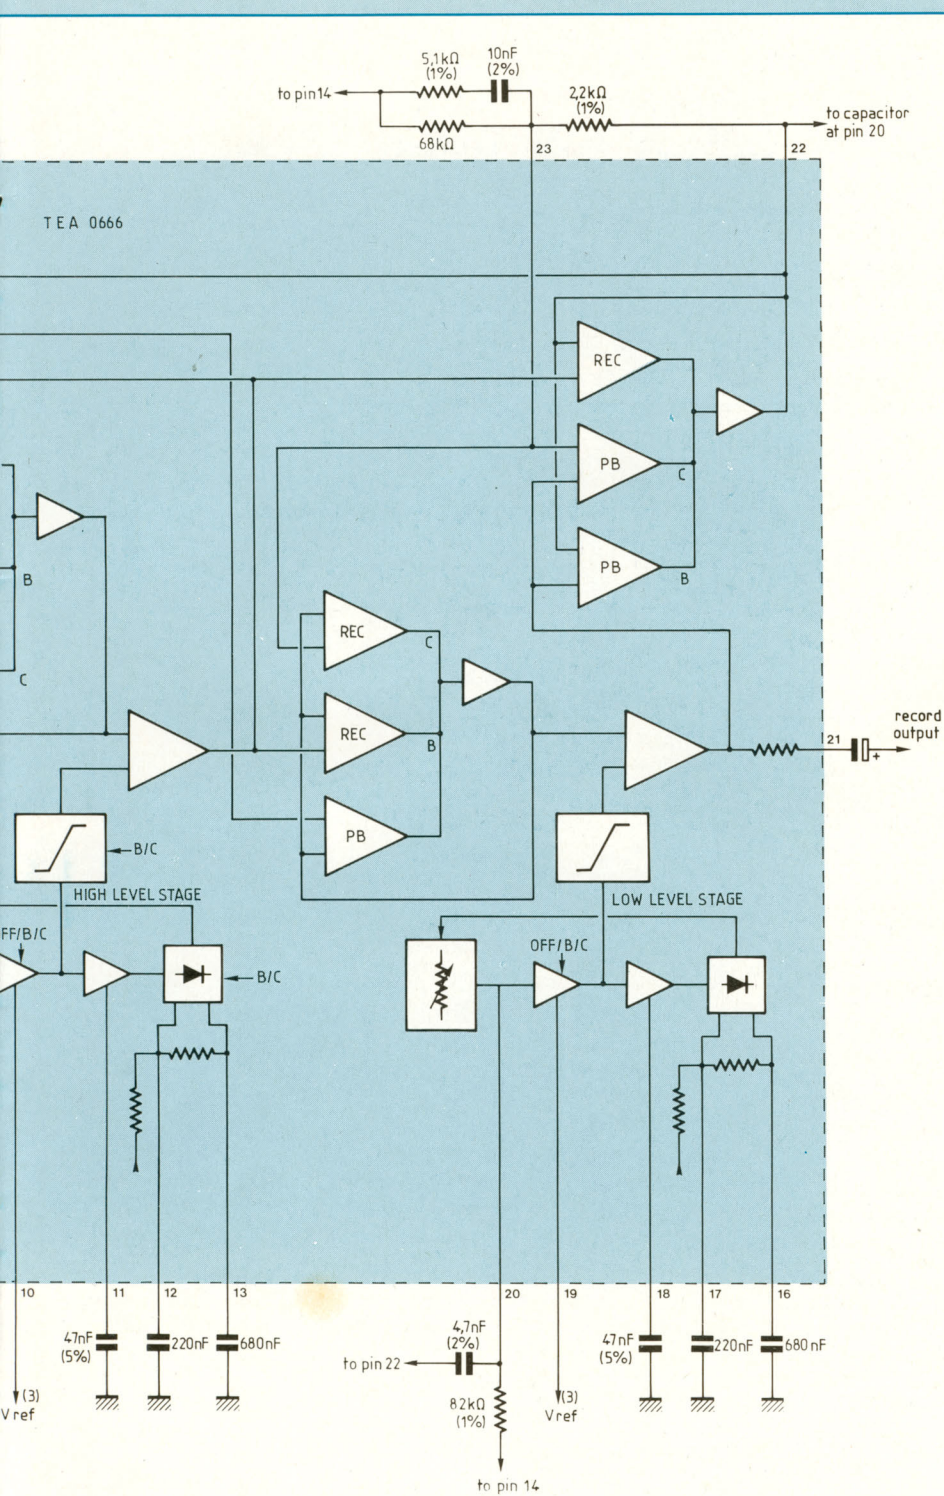 5,1kΩ
(1%)
10nF
(2%)
to pin14
68kΩ
2,2kΩ
(1%)
to capacitor
at pin 20
23
22
TEA 0666
REC
PB
C
PB
B
B
C
REC
C
REC
B
PB
21
record
output
+
B/C
HIGH LEVEL STAGE
FF/B/C
B/C
LOW LEVEL STAGE
OFF/B/C
10
11
12
13
20
19
18
17
16
47nF
(5%)
220nF
680nF
4,7nF
(2%)
to pin 22
82kΩ
(1%)
to pin 14
47nF
(5%)
220nF
680nF
(3)
Vref
(3)
Vref